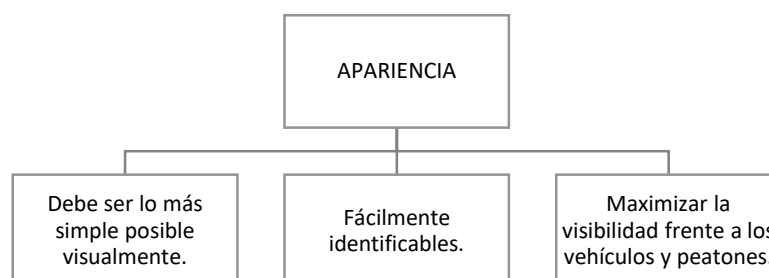 APARIENCIA
Debe ser lo más
simple posible
visualmente.
Fácilmente
identificables.
Maximizar la
visibilidad frente a los
vehículos y peatones.